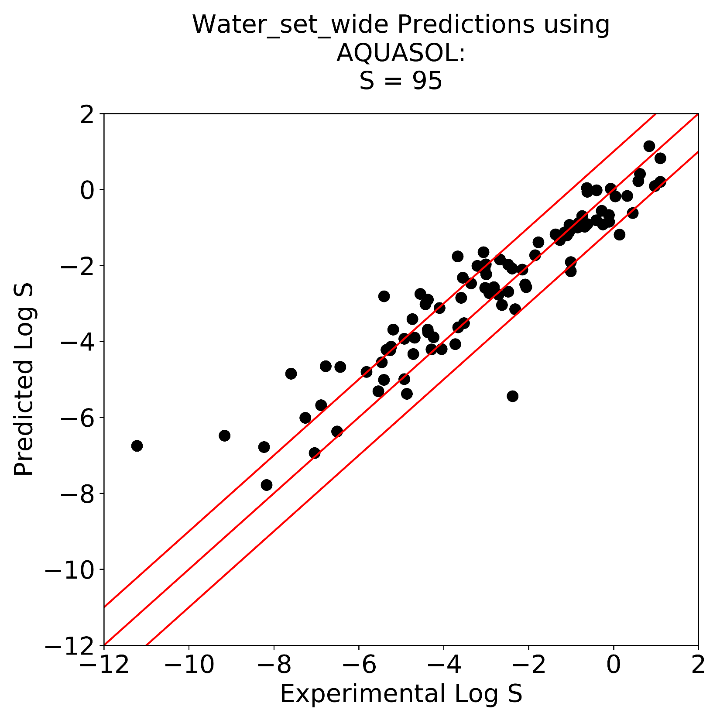 Water_set_wide Predictions using
AQUASOL:
S = 95
2
0
−2
−4
−6
−8
−10
−12
Predicted Log S
−12 −10 −8 −6 −4 −2 0 2
Experimental Log S